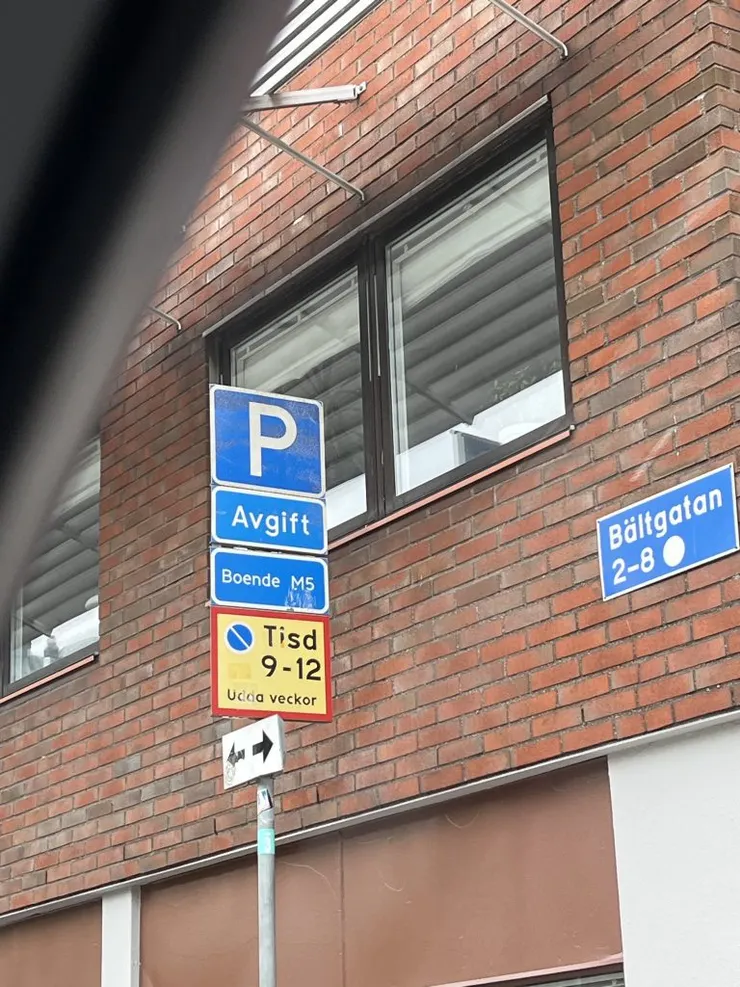 P
Avgift
Boende M5
Tisd
9-12
Udda veckor
Bältgatan
2-8